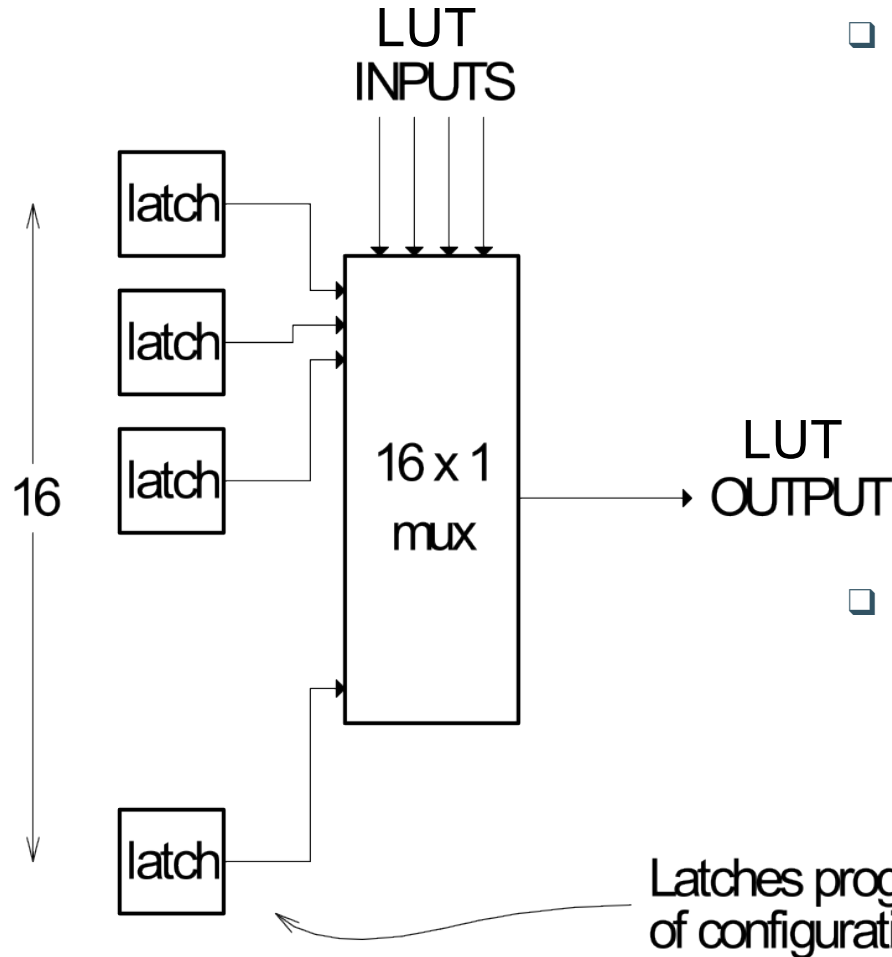 LUT
INPUTS
latch
latch
latch
16
16 x 1
mux
LUT
OUTPUT
latch
Latches prog
of configurati